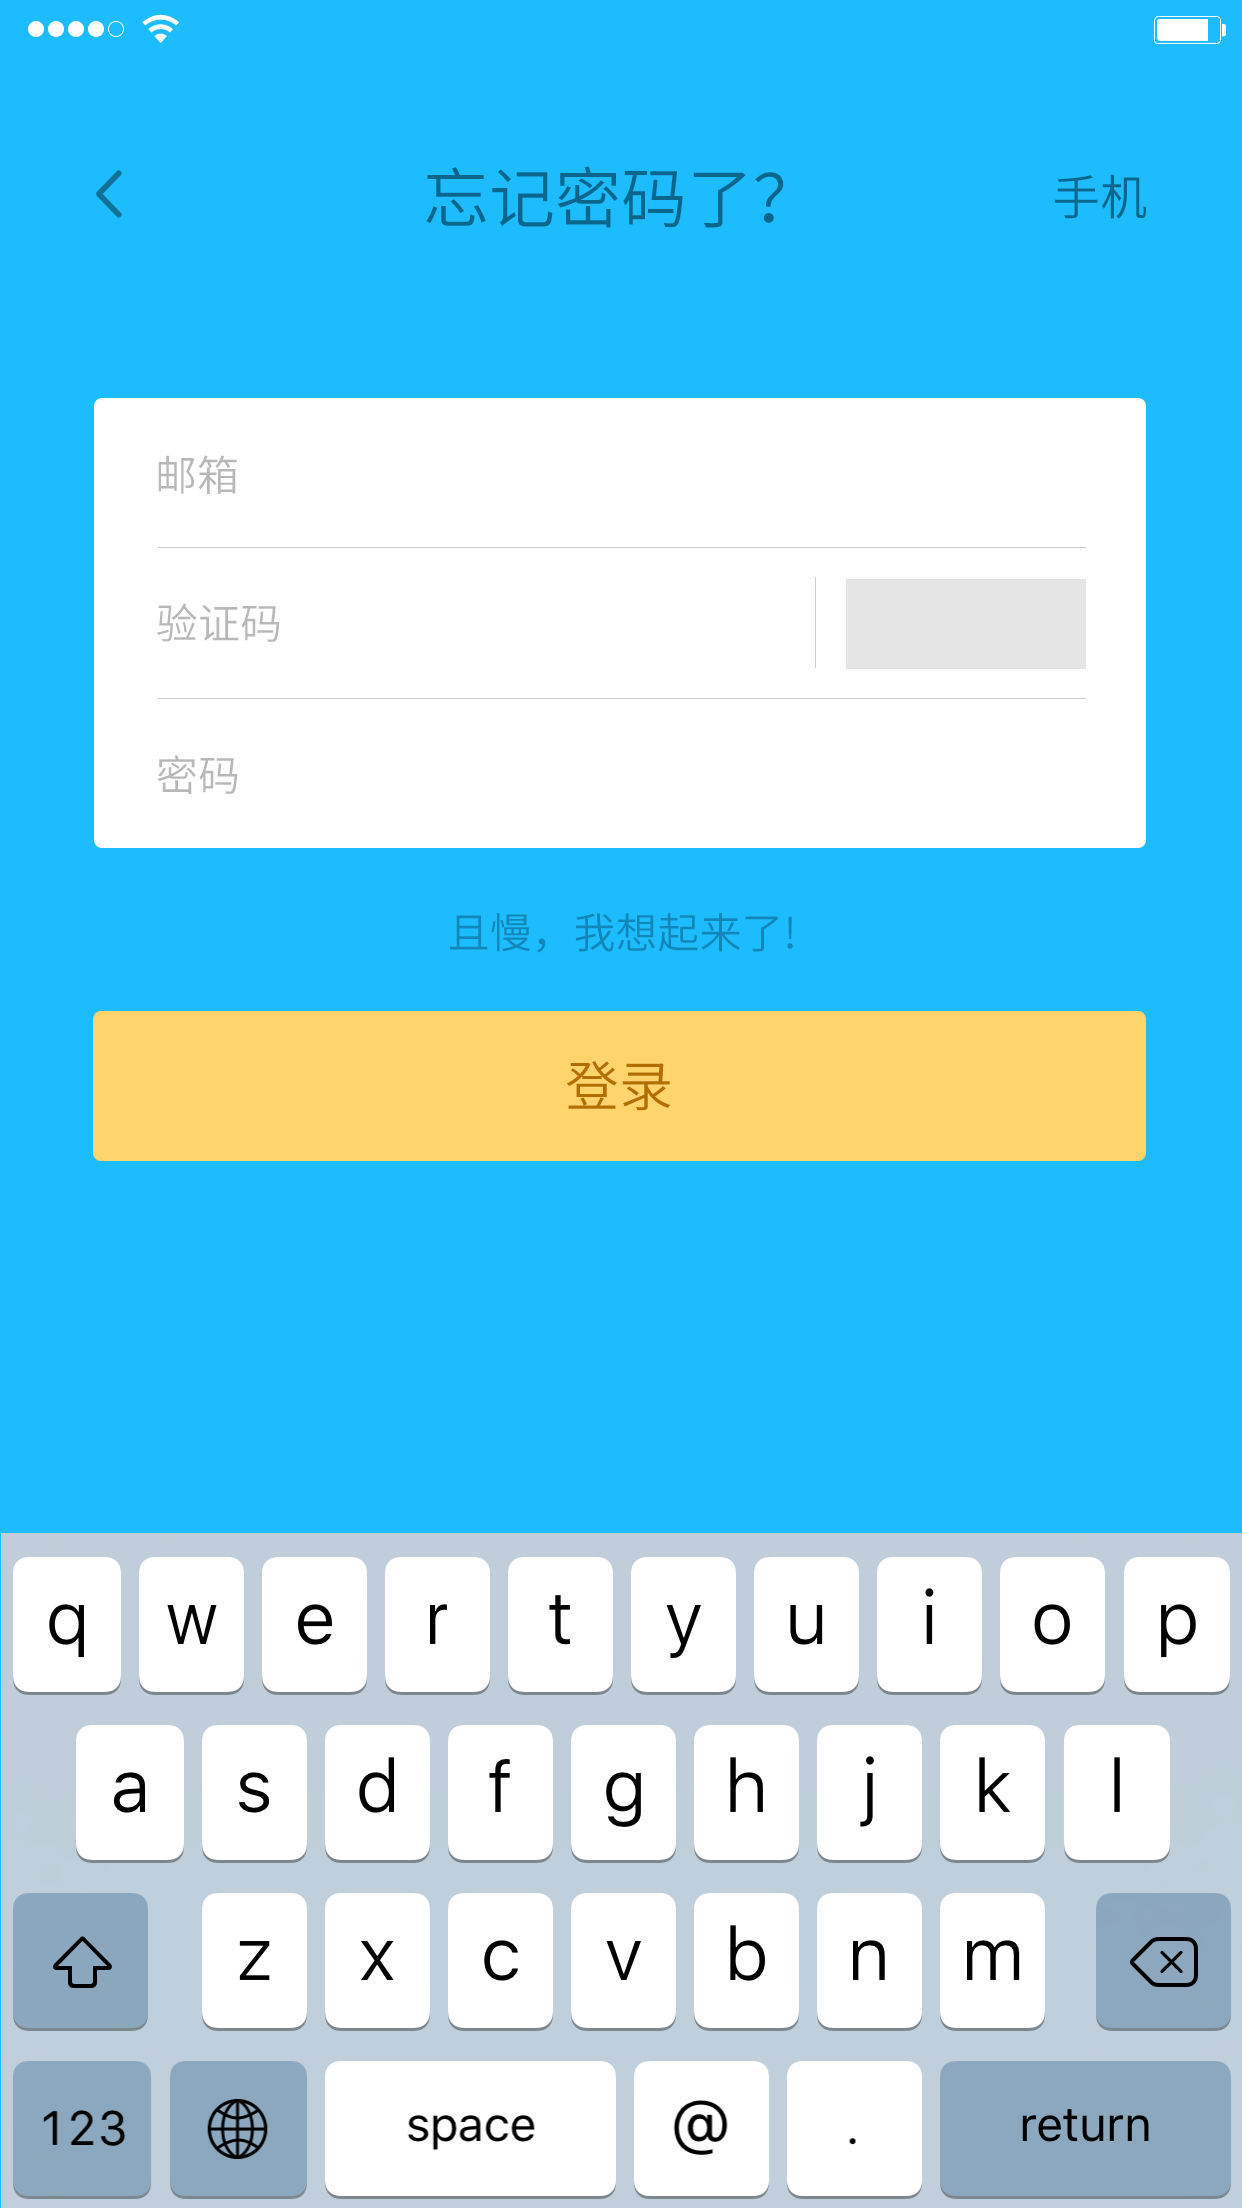 忘记密码了?
手机
邮箱
验证码
密码
且慢，我想起来了!
登录
q w e r t y u i o p
a s d f g h j k l
z x c v b n m
123 space @ . return